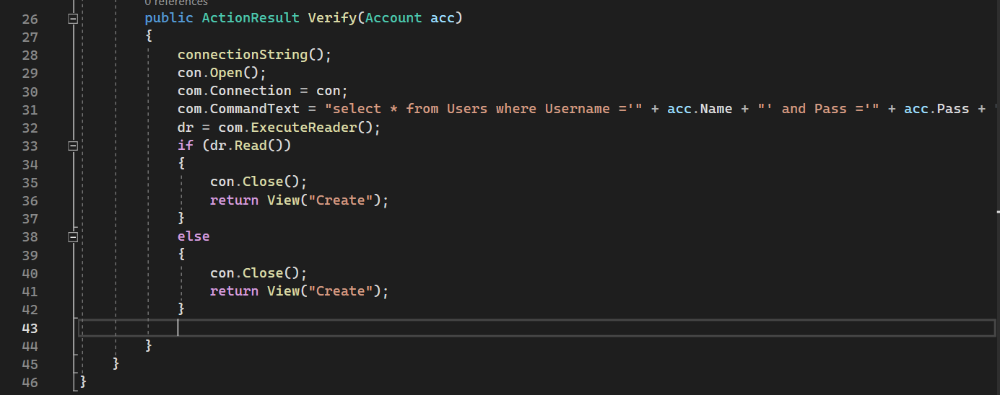 0 references
26 public ActionResult Verify(Account acc)
27 {
28 connectionString();
29 con.Open();
30 com.Connection = con;
31 com.CommandText = "select * from Users where Username ='" + acc.Name + "' and Pass ='" + acc.Pass + '
32 dr = com.ExecuteReader();
33 if (dr.Read())
34 {
35 con.Close();
36 return View("Create");
37 }
38 else
39 {
40 con.Close();
41 return View("Create");
42 }
43
44 }
45 }
46 }